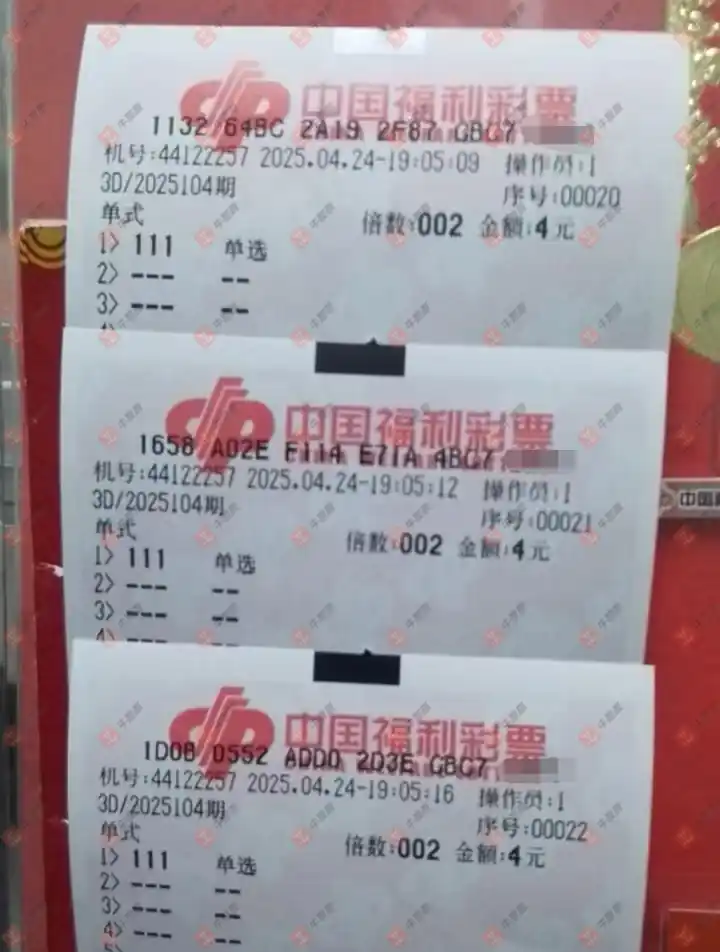 中国福利彩票
1132 64BC 2A19 2F87 CBC7
机号:44122257 2025.04.24-19:05:09 操作员:1
3D/2025104期 序号:00020
单式 倍数:002 金额:4元
1> 111 单选
2> --- --
3> --- --
中国福利彩票
1658 A02E F114 E71A 4BC7
机号:44122257 2025.04.24-19:05:12 操作员:1
3D/2025104期 序号:00021
单式 倍数:002 金额:4元
1> 111 单选
2> --- --
3> --- --
4> --- --
中国福利彩票
1D0B 0552 ADD0 2D3E CBC7
机号:44122257 2025.04.24-19:05:16 操作员:1
3D/2025104期 序号:00022
单式 倍数:002 金额:4元
1> 111 单选
2> --- --
3> --- --
4> --- --
中国